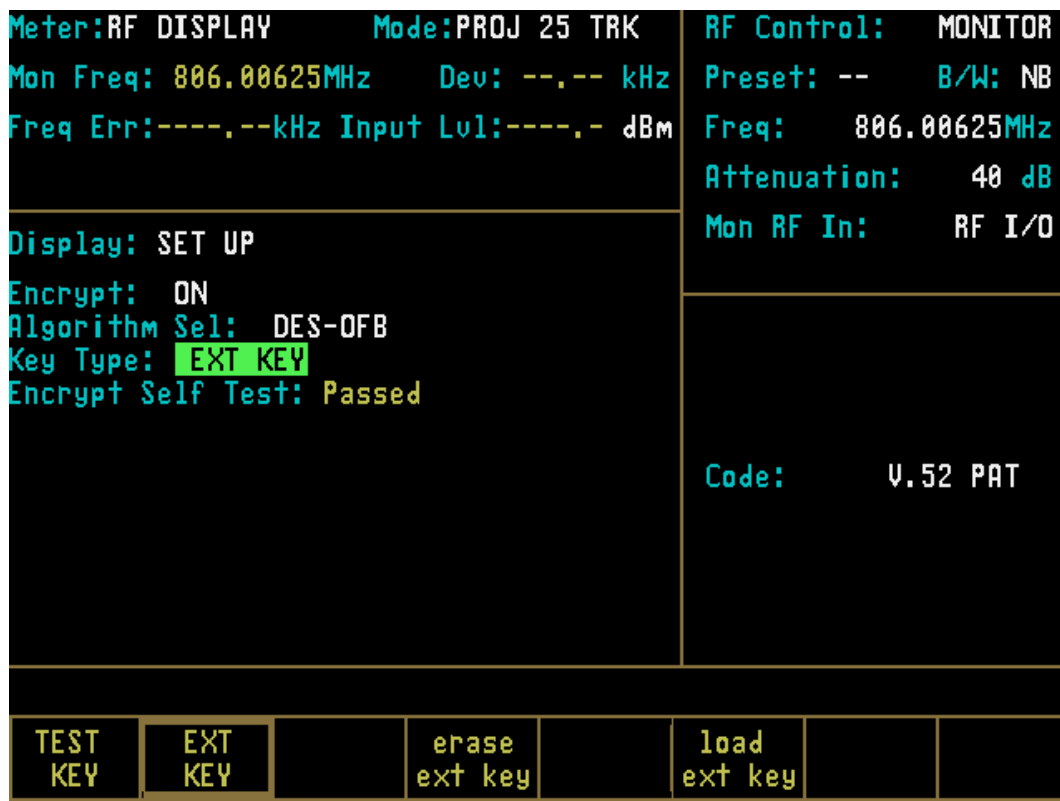 Meter:RF DISPLAY Mode:PROJ 25 TRK
Mon Freq: 806.00625MHz Dev: --.-- kHz
Freq Err:----.--kHz Input Lvl:----.- dBm
RF Control: MONITOR
Preset: -- B/W: NB
Freq: 806.00625MHz
Attenuation: 40 dB
Mon RF In: RF I/O
Display: SET UP
Encrypt: ON
Algorithm Sel: DES-OFB
Key Type: EXT KEY
Encrypt Self Test: Passed
Code: V.52 PAT
TEST
KEY
EXT
KEY
erase
ext key
load
ext key